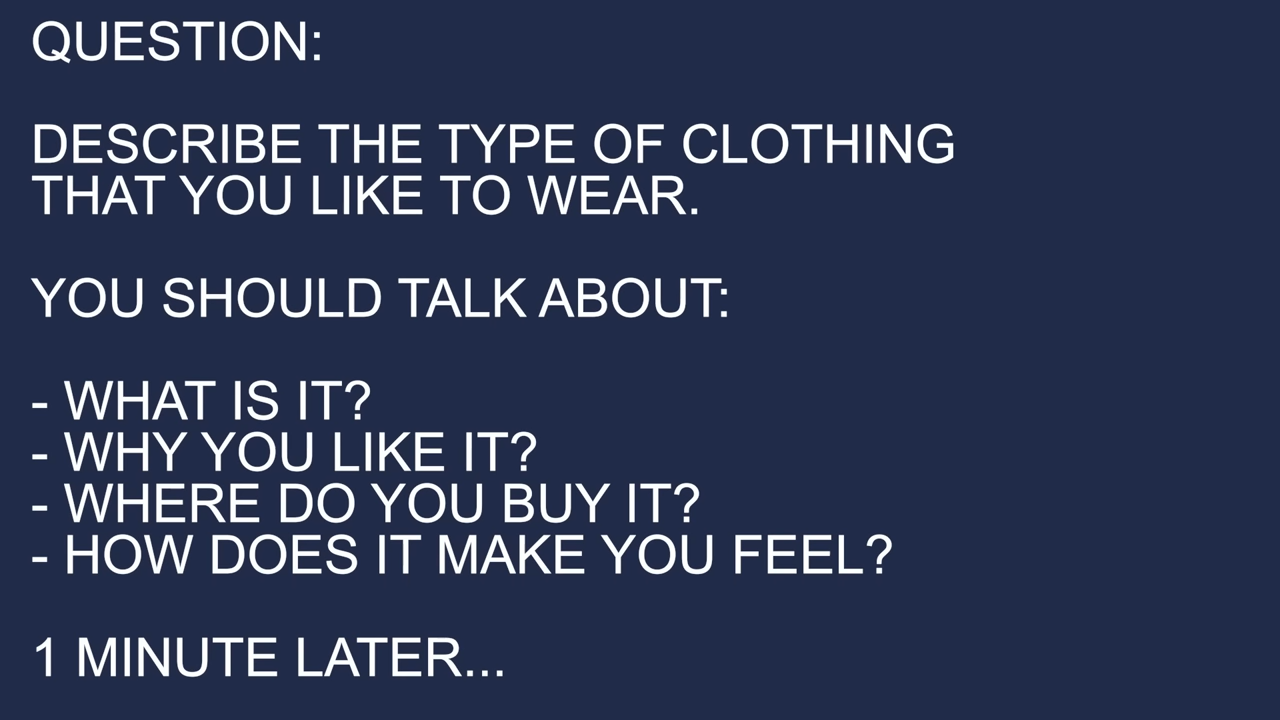 QUESTION:
DESCRIBE THE TYPE OF CLOTHING
THAT YOU LIKE TO WEAR.
YOU SHOULD TALK ABOUT:
- WHAT IS IT?
- WHY YOU LIKE IT?
- WHERE DO YOU BUY IT?
- HOW DOES IT MAKE YOU FEEL?
1 MINUTE LATER...